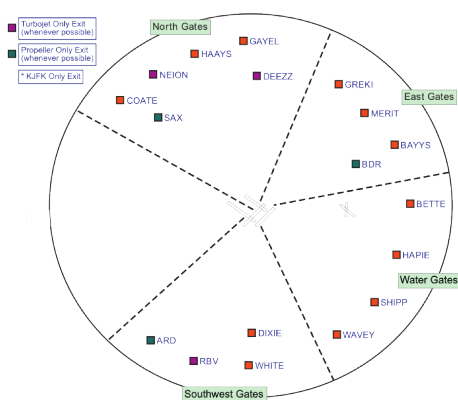 Turbojet Only Exit
(whenever possible)
Propeller Only Exit
(whenever possible)
* KJFK Only Exit
North Gates
GAYEL
HAAYS
NEION
DEEZZ
COATE
SAX
GREKI
East Gates
MERIT
BAYYS
BDR
BETTE
HAPIE
Water Gates
SHIPP
WAVEY
ARD
DIXIE
RBV
WHITE
Southwest Gates